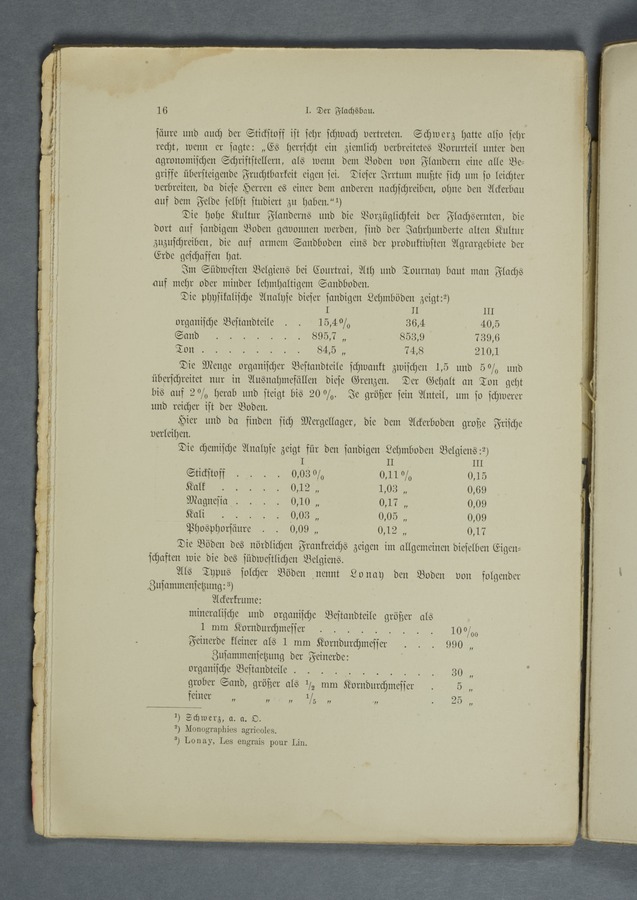 16 I. Der Flachsbau.
säure und auch der Stickstoff ist sehr schwach vertreten. Schwerz hatte also sehr
recht, wenn er sagte: „Es herrscht ein ziemlich verbreitetes Vorurteil unter den
agronomischen Schriftstellern, als wenn dem Boden von Flandern eine alle Be-
griffe übersteigende Fruchtbarkeit eigen sei. Dieser Irrtum mußte sich um so leichter
verbreiten, da diese Herren es einer dem anderen nachschreiben, ohne den Ackerbau
auf dem Felde selbst studiert zu haben.“¹)
Die hohe Kultur Flanderns und die Vorzüglichkeit der Flachsernten, die
dort auf sandigem Boden gewonnen werden, sind der Jahrhunderte alten Kultur
zuzuschreiben, die auf armem Sandboden eins der produktivsten Agrargebiete der
Erde geschaffen hat.
Im Südwesten Belgiens bei Courtrai, Ath und Tournay baut man Flachs
auf mehr oder minder lehmhaltigem Sandboden.
Die physikalische Analyse dieser sandigen Lehmböden zeigt:²)
I II III
organische Bestandteile . . 15,4 % 36,4 40,5
Sand . . . . . . . 895,7 „ 853,9 739,6
Ton . . . . . . . . 84,5 „ 74,8 210,1
Die Menge organischer Bestandteile schwankt zwischen 1,5 und 5 % und
überschreitet nur in Ausnahmefällen diese Grenzen. Der Gehalt an Ton geht
bis auf 2 % herab und steigt bis 20 %. Je größer sein Anteil, um so schwerer
und reicher ist der Boden.
Hier und da finden sich Mergellager, die dem Ackerboden große Frische
verleihen.
Die chemische Analyse zeigt für den sandigen Lehmboden Belgiens:²)
I II III
Stickstoff . . . . 0,03 % 0,11 % 0,15
Kalk . . . . . 0,12 „ 1,03 „ 0,69
Magnesia . . . . 0,10 „ 0,17 „ 0,09
Kali . . . . . 0,03 „ 0,05 „ 0,09
Phosphorsäure . . 0,09 „ 0,12 „ 0,17
Die Böden des nördlichen Frankreichs zeigen im allgemeinen dieselben Eigen-
schaften wie die des südwestlichen Belgiens.
Als Typus solcher Böden nennt Lonay den Boden von folgender
Zusammensetzung:³)
Ackerkrume:
mineralische und organische Bestandteile größer als
1 mm Korndurchmesser . . . . . . . . . 10 ‰
Feinerde kleiner als 1 mm Korndurchmesser . . . 990 „
Zusammensetzung der Feinerde:
organische Bestandteile . . . . . . . . . . . 30 „
grober Sand, größer als ½ mm Korndurchmesser . 5 „
feiner „ „ „ ⅕ „ „ . 25 „
¹) Schwerz, a. a. O.
²) Monographies agricoles.
³) Lonay, Les engrais pour Lin.